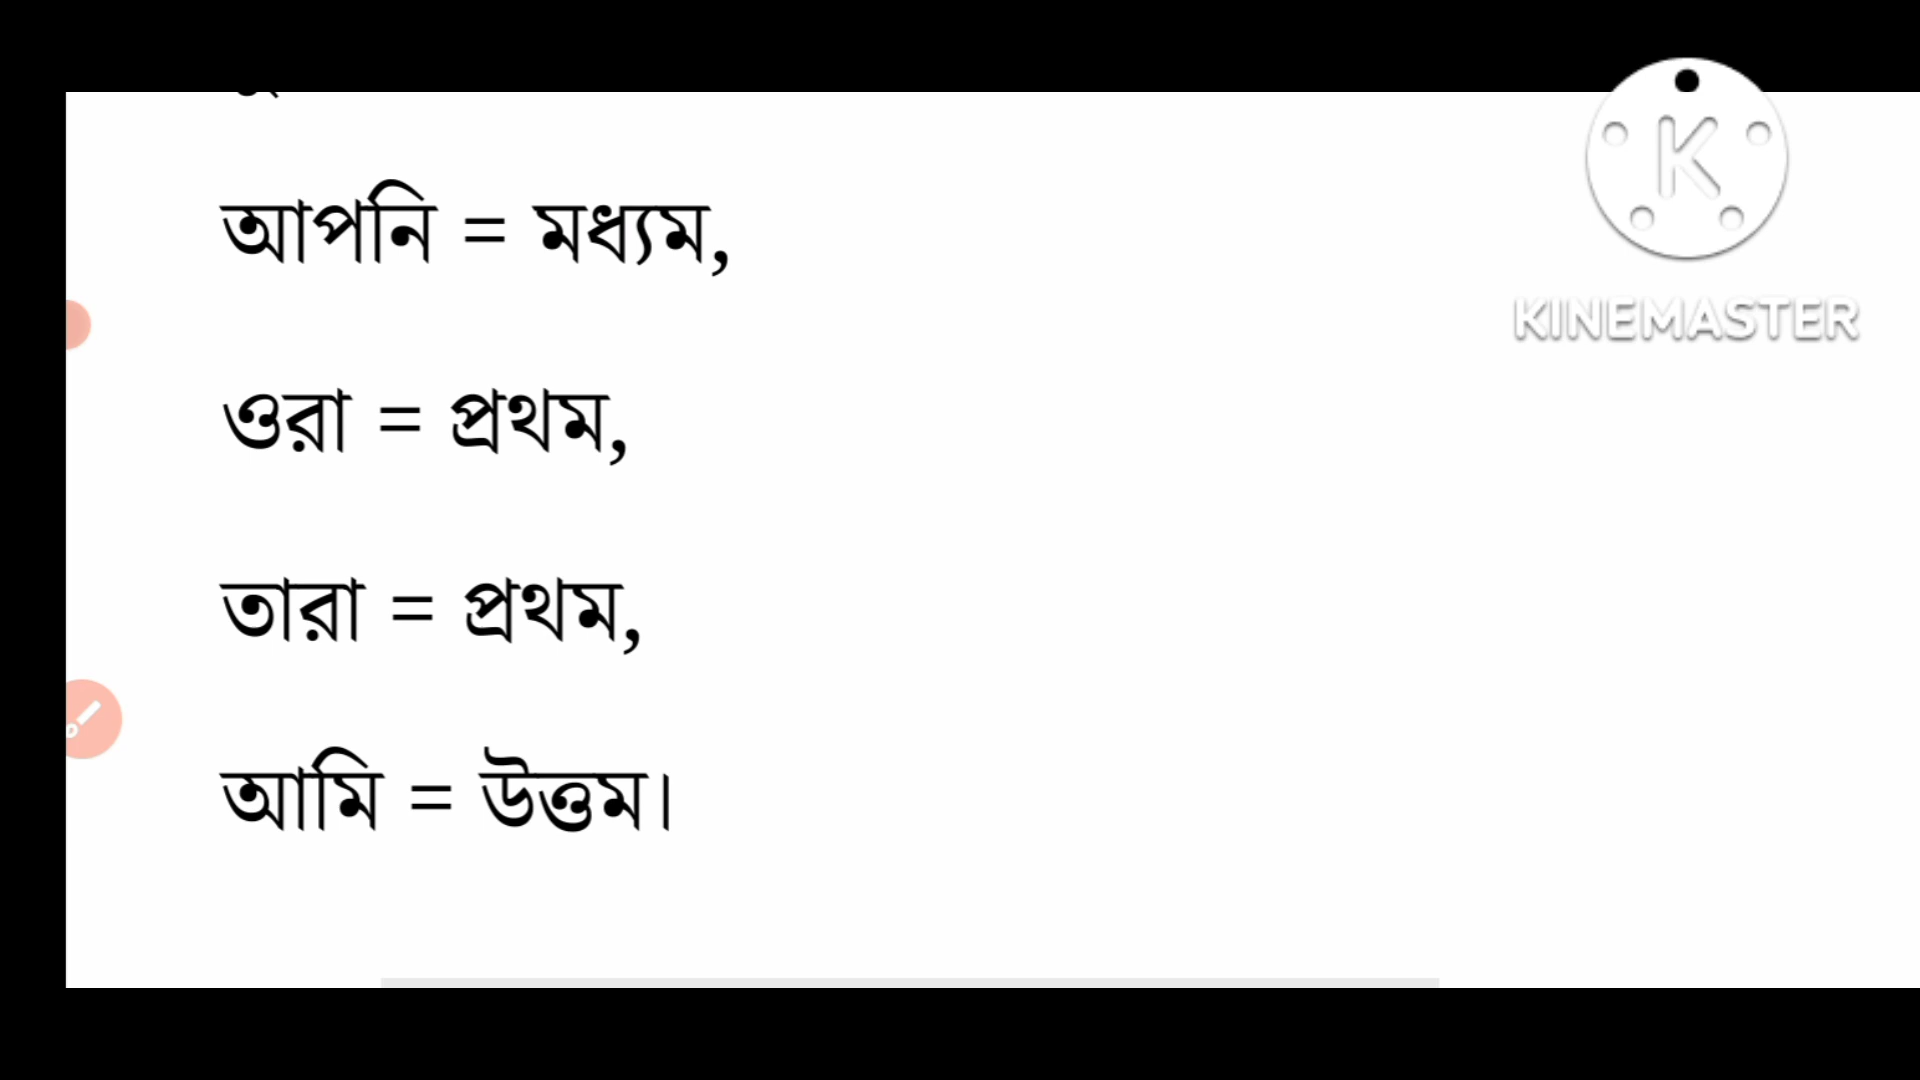 আপনি = মধ্যম,
ওরা = প্রথম,
তারা = প্রথম,
আমি = উত্তম।
K
KINEMASTER